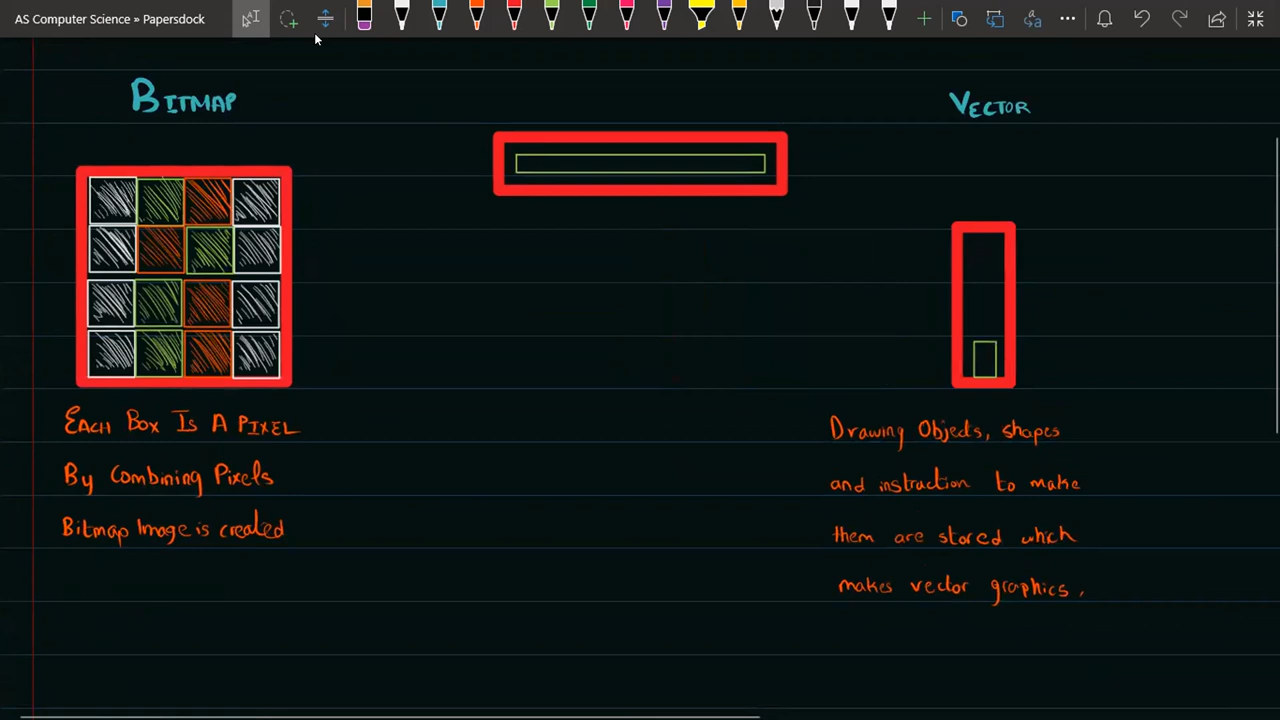 AS Computer Science » Papersdock
BITMAP
VECTOR
EACH BOX IS A PIXEL
By Combining Pixels
Bitmap Image is created
Drawing Objects, shapes
and instraction to make
them are stored which
makes vector graphics.